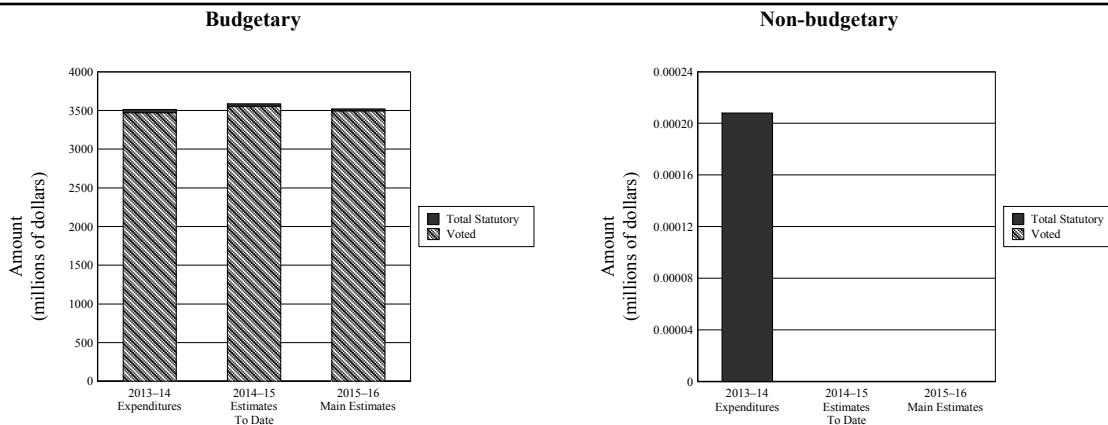 Budgetary
Amount
(millions of dollars)
4000
3500
3000
2500
2000
1500
1000
500
0
2013–14
Expenditures
2014–15
Estimates
To Date
2015–16
Main Estimates
Total Statutory
Voted
Non-budgetary
Amount
(millions of dollars)
0.00024
0.00020
0.00016
0.00012
0.00008
0.00004
0
2013–14
Expenditures
2014–15
Estimates
To Date
2015–16
Main Estimates
Total Statutory
Voted